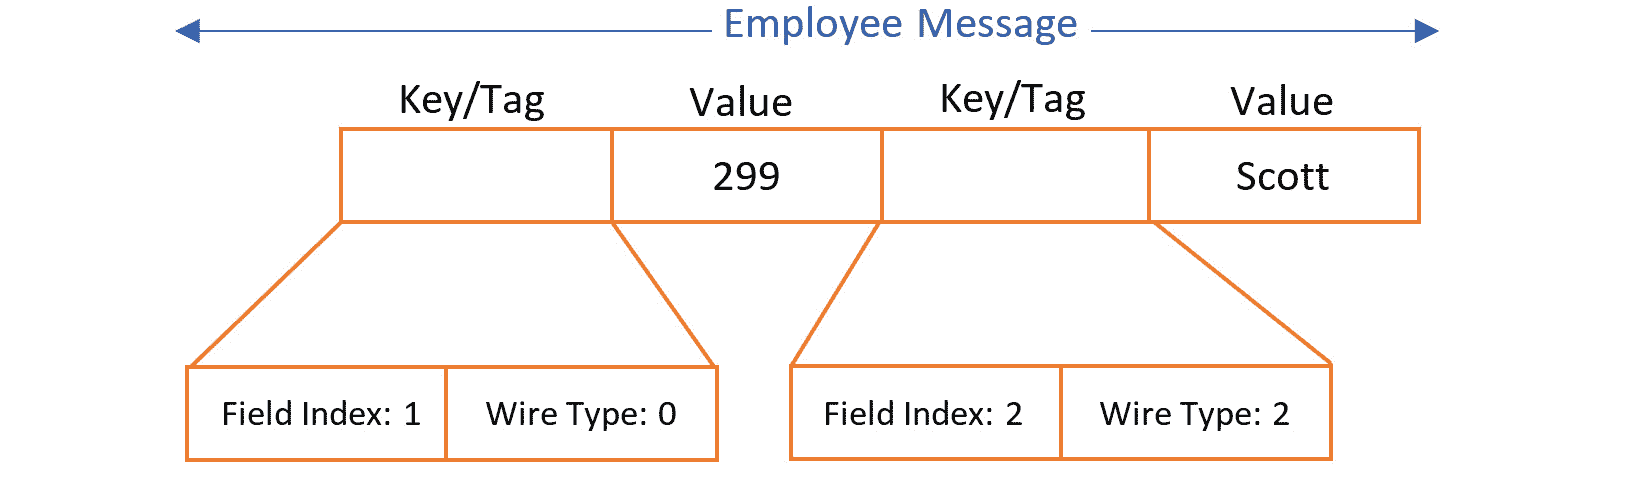 Employee Message
Key/Tag Value Key/Tag Value
299 Scott
Field Index: 1 Wire Type: 0 Field Index: 2 Wire Type: 2